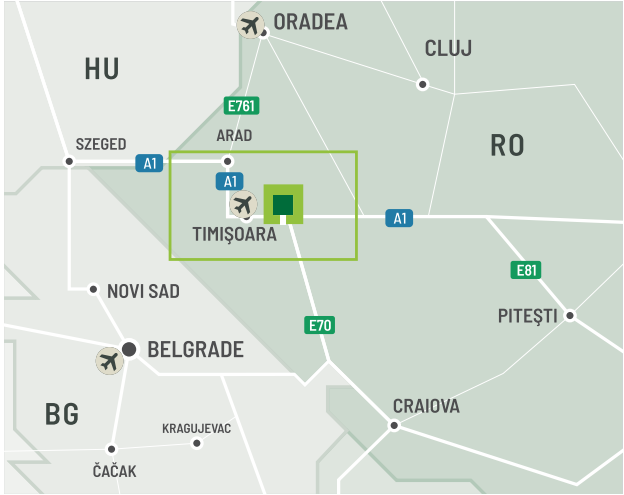 ORADEA
CLUJ
HU
E761
ARAD
SZEGED
RO
A1
A1
TIMIŞOARA
A1
E81
NOVI SAD
PITEŞTI
E70
BELGRADE
CRAIOVA
BG
KRAGUJEVAC
ČAČAK